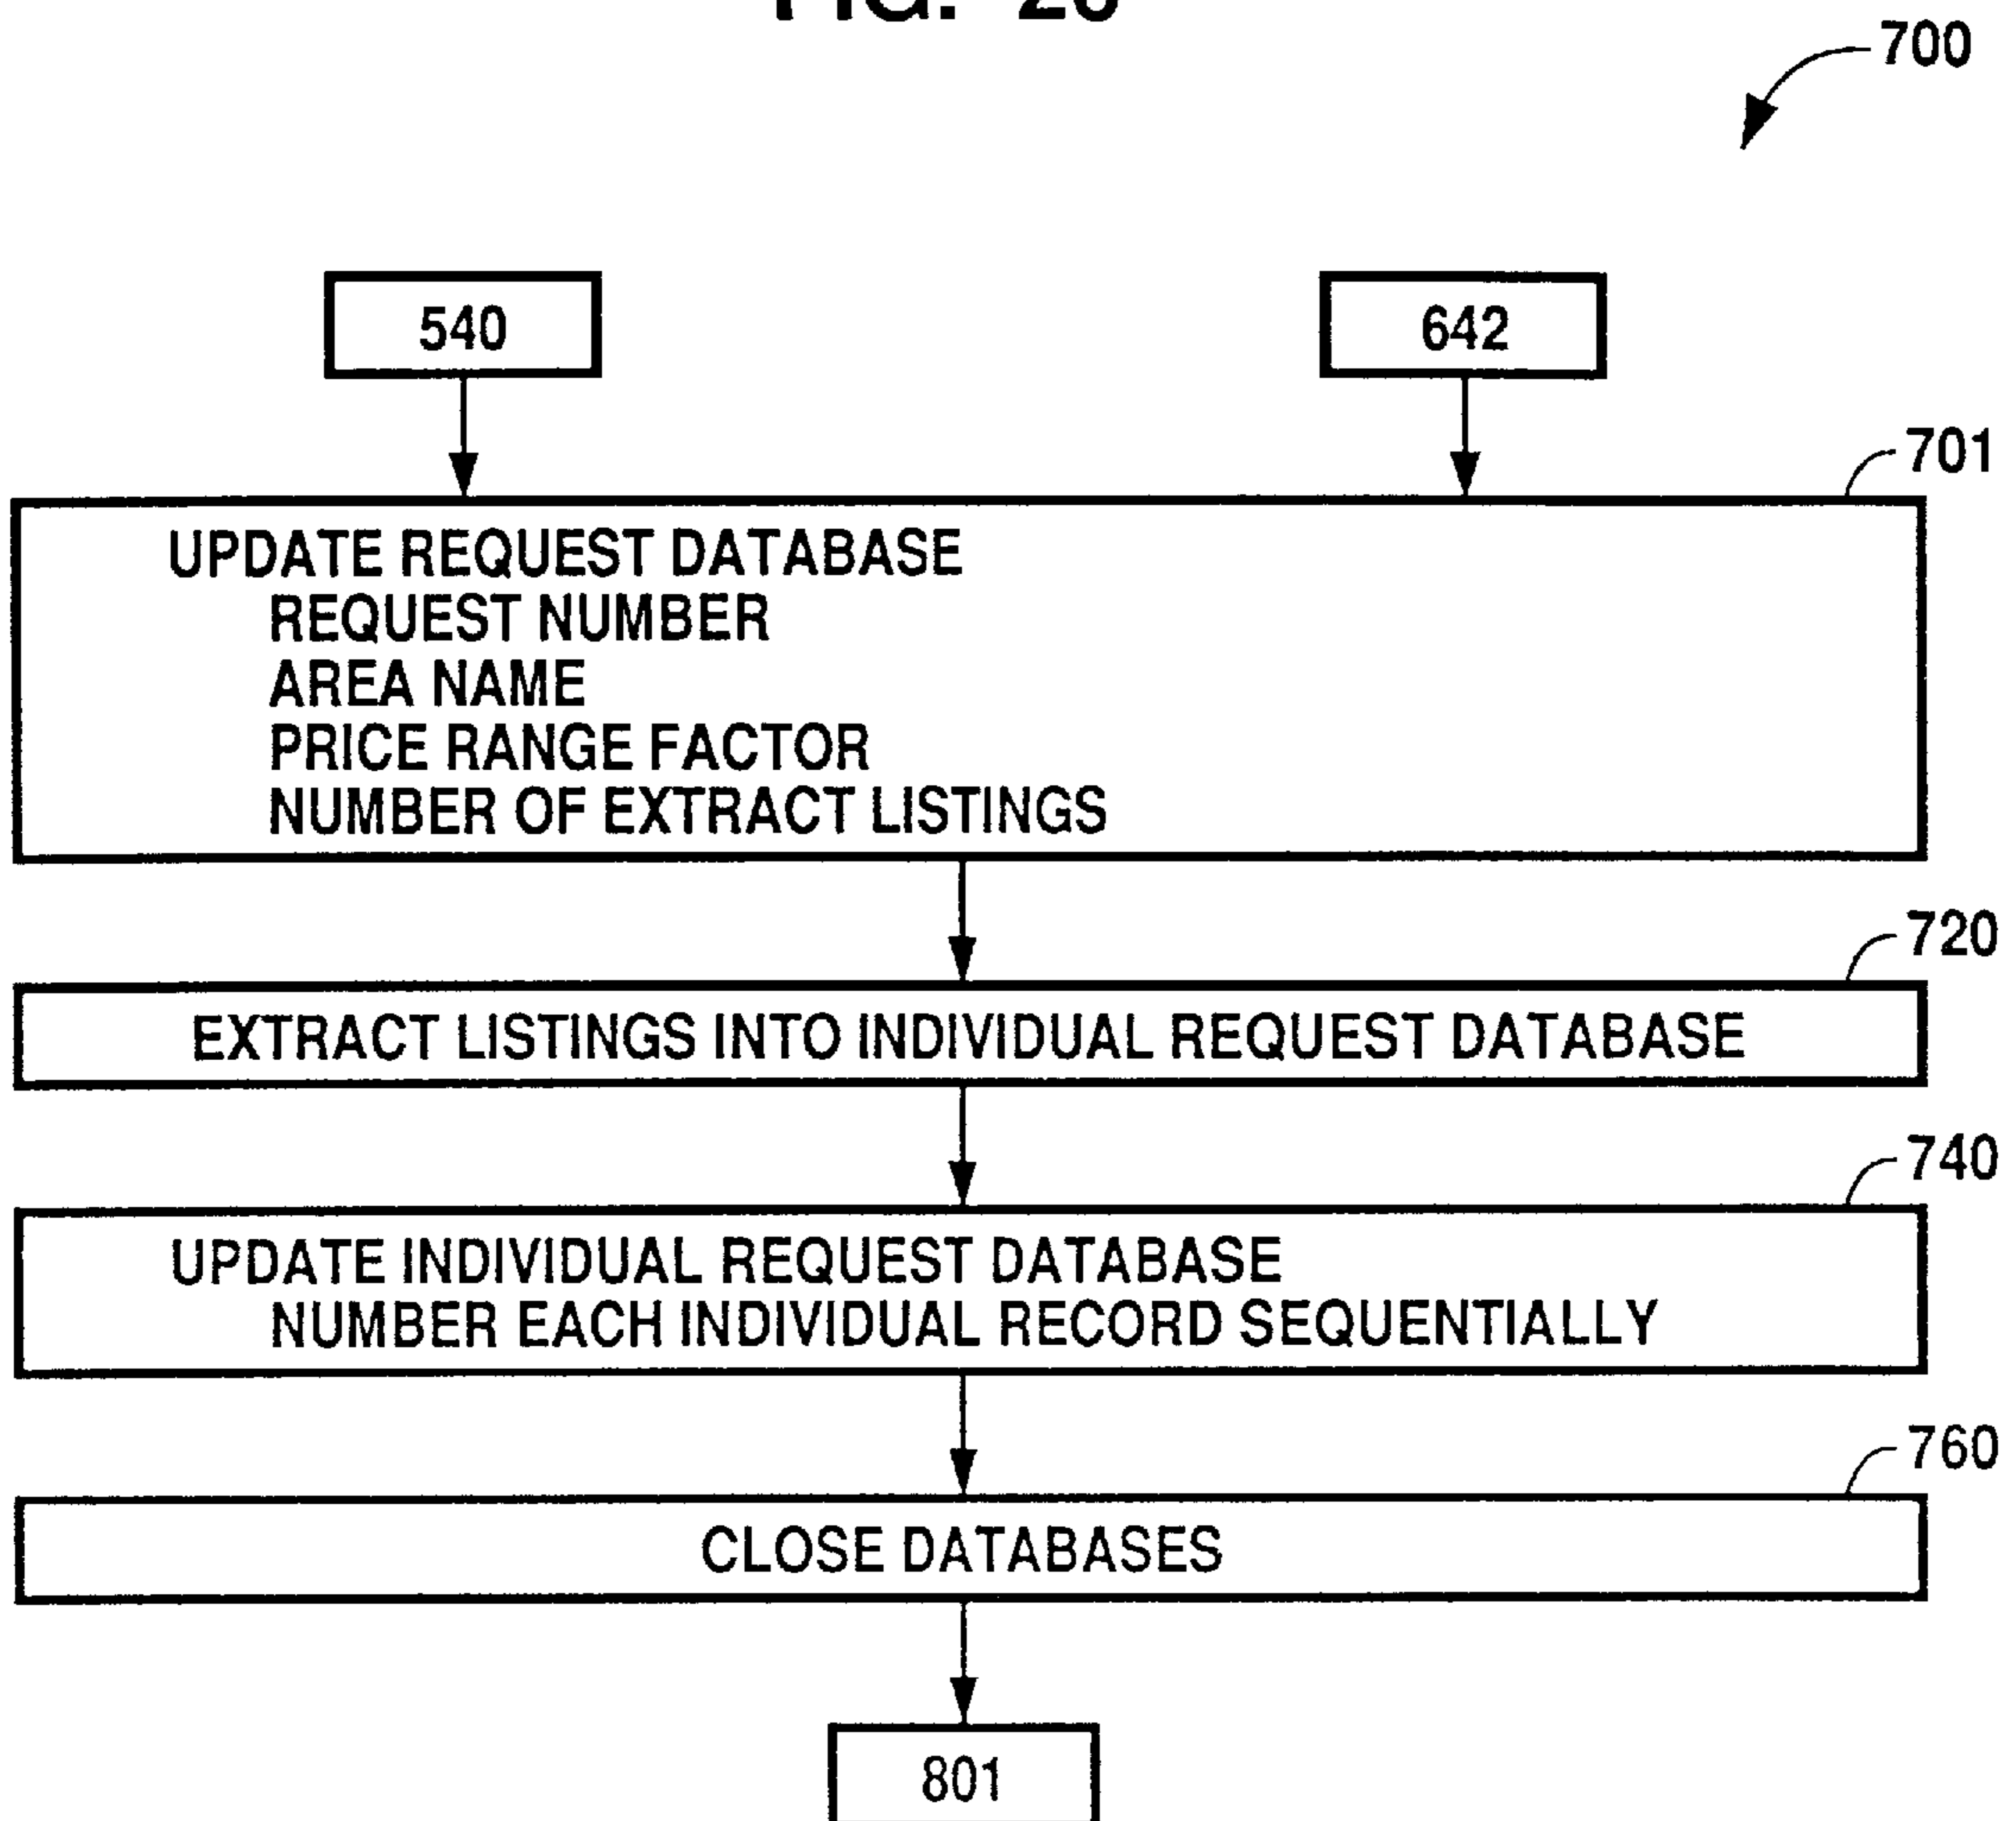 FIG.
700
540
642
701
UPDATE REQUEST DATABASE
REQUEST NUMBER
AREA NAME
PRICE RANGE FACTOR
NUMBER OF EXTRACT LISTINGS
720
EXTRACT LISTINGS INTO INDIVIDUAL REQUEST DATABASE
740
UPDATE INDIVIDUAL REQUEST DATABASE
NUMBER EACH INDIVIDUAL RECORD SEQUENTIALLY
760
CLOSE DATABASES
801